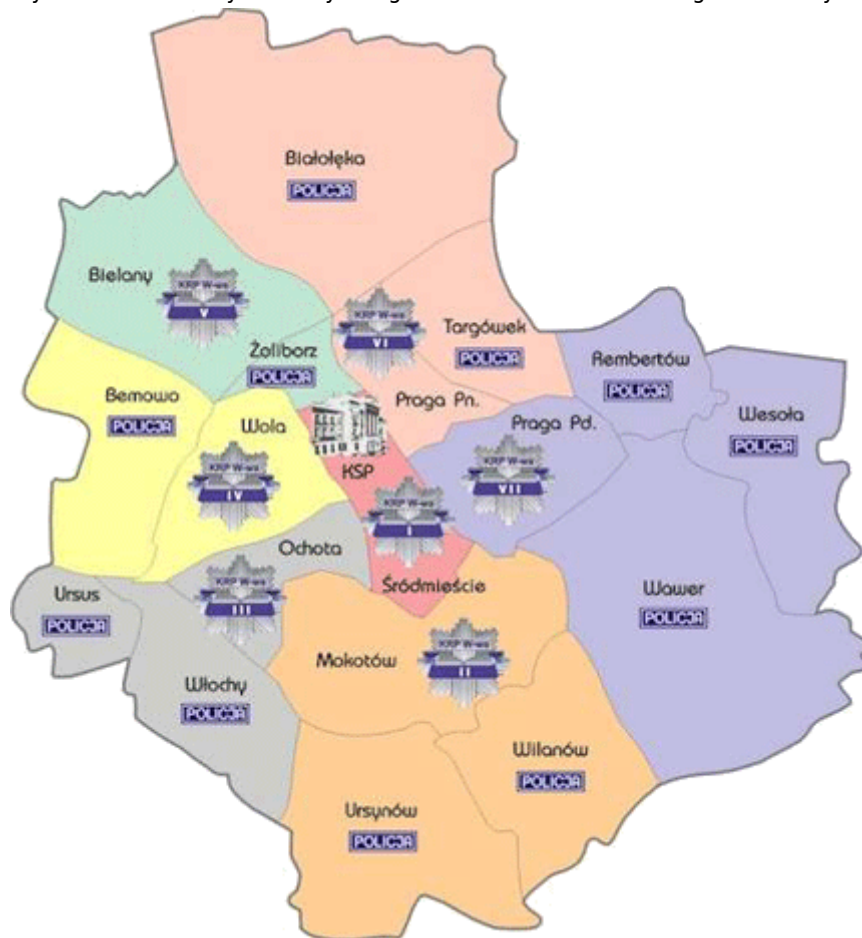 Białołęka
POLICJA
Bielany
KRP W-wa
V
KRP W-wa
VI
Targówek
POLICJA
Żoliborz
POLICJA
Rembertów
POLICJA
Bemowo
POLICJA
Praga Pn.
Wesoła
POLICJA
Wola
Praga Pd.
KRP W-wa
IV
KSP
KRP W-wa
VII
KRP W-wa
I
Ochota
KRP W-wa
III
Śródmieście
Ursus
POLICJA
Wawer
POLICJA
Mokotów
KRP W-wa
II
Włochy
POLICJA
Wilanów
POLICJA
Ursynów
POLICJA